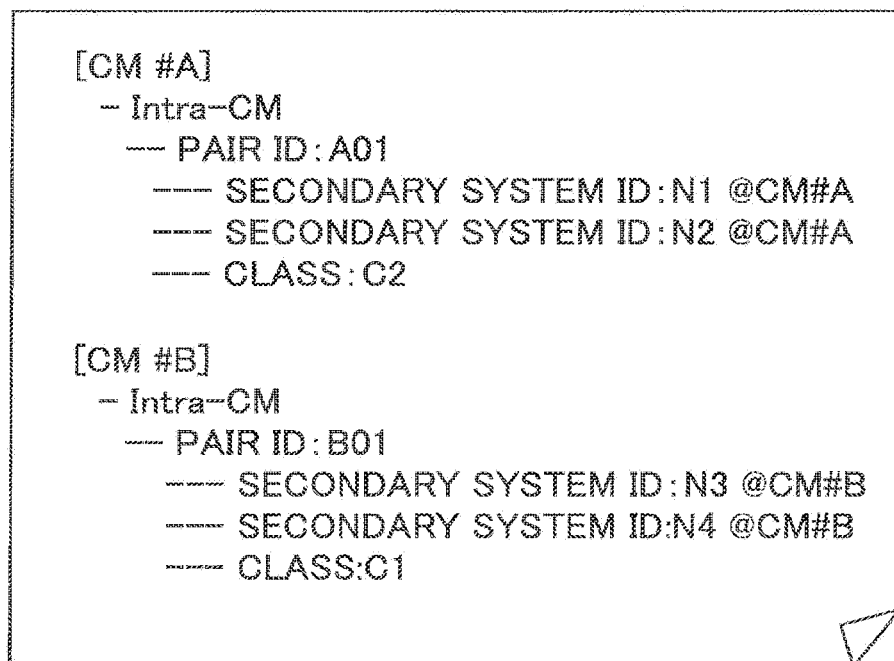 [CM #A]
- Intra-CM
-- PAIR ID:A01
--- SECONDARY SYSTEM ID:N1 @CM#A
--- SECONDARY SYSTEM ID:N2 @CM#A
--- CLASS:C2
[CM #B]
- Intra-CM
-- PAIR ID:B01
--- SECONDARY SYSTEM ID:N3 @CM#B
--- SECONDARY SYSTEM ID:N4 @CM#B
--- CLASS:C1